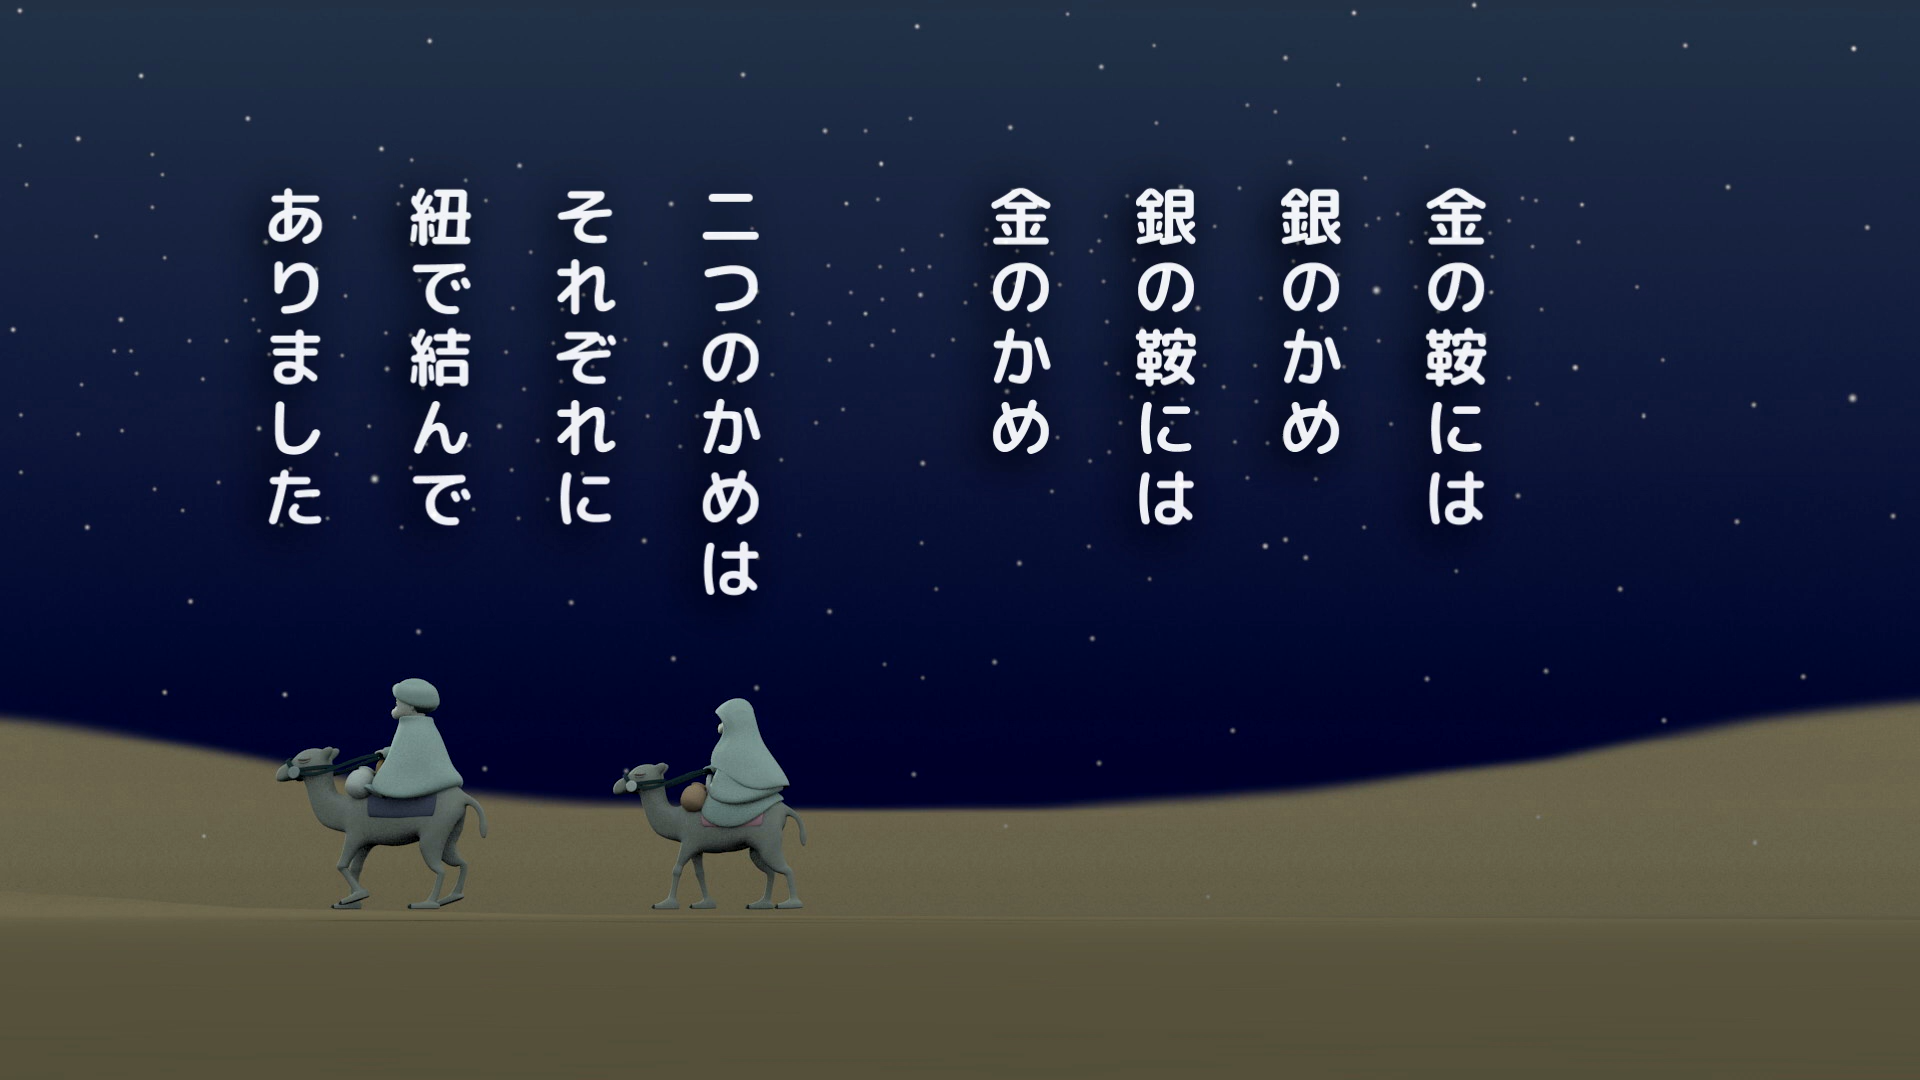 金の鞍には
銀のかめ
銀の鞍には
金のかめ
二つのかめは
それぞれに
紐で結んで
ありました